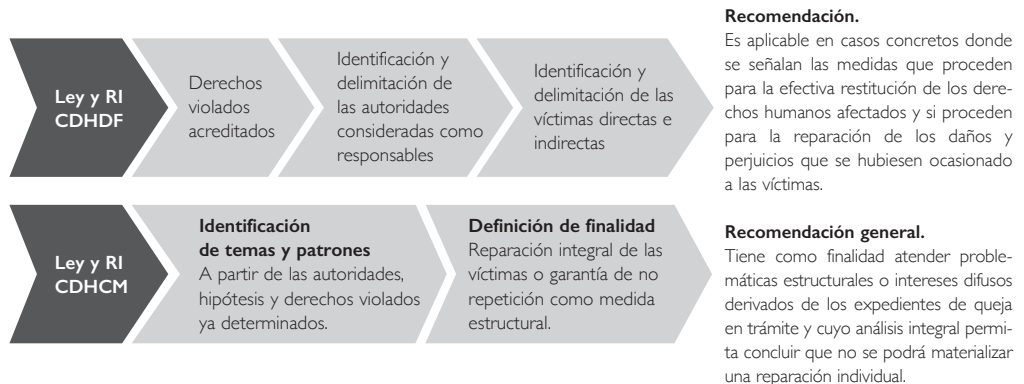 Ley y RI
CDHDF
Derechos
violados
acreditados
Identificación y
delimitación de
las autoridades
consideradas como
responsables
Identificación y
delimitación de las
víctimas directas e
indirectas
Recomendación.
Es aplicable en casos concretos donde
se señalan las medidas que proceden
para la efectiva restitución de los dere-
chos humanos afectados y si proceden
para la reparación de los daños y
perjuicios que se hubiesen ocasionado
a las víctimas.
Ley y RI
CDHCM
Identificación
de temas y patrones
A partir de las autoridades,
hipótesis y derechos violados
ya determinados.
Definición de finalidad
Reparación integral de las
víctimas o garantía de no
repetición como medida
estructural.
Recomendación general.
Tiene como finalidad atender proble-
máticas estructurales o intereses difusos
derivados de los expedientes de queja
en trámite y cuyo análisis integral permi-
ta concluir que no se podrá materializar
una reparación individual.